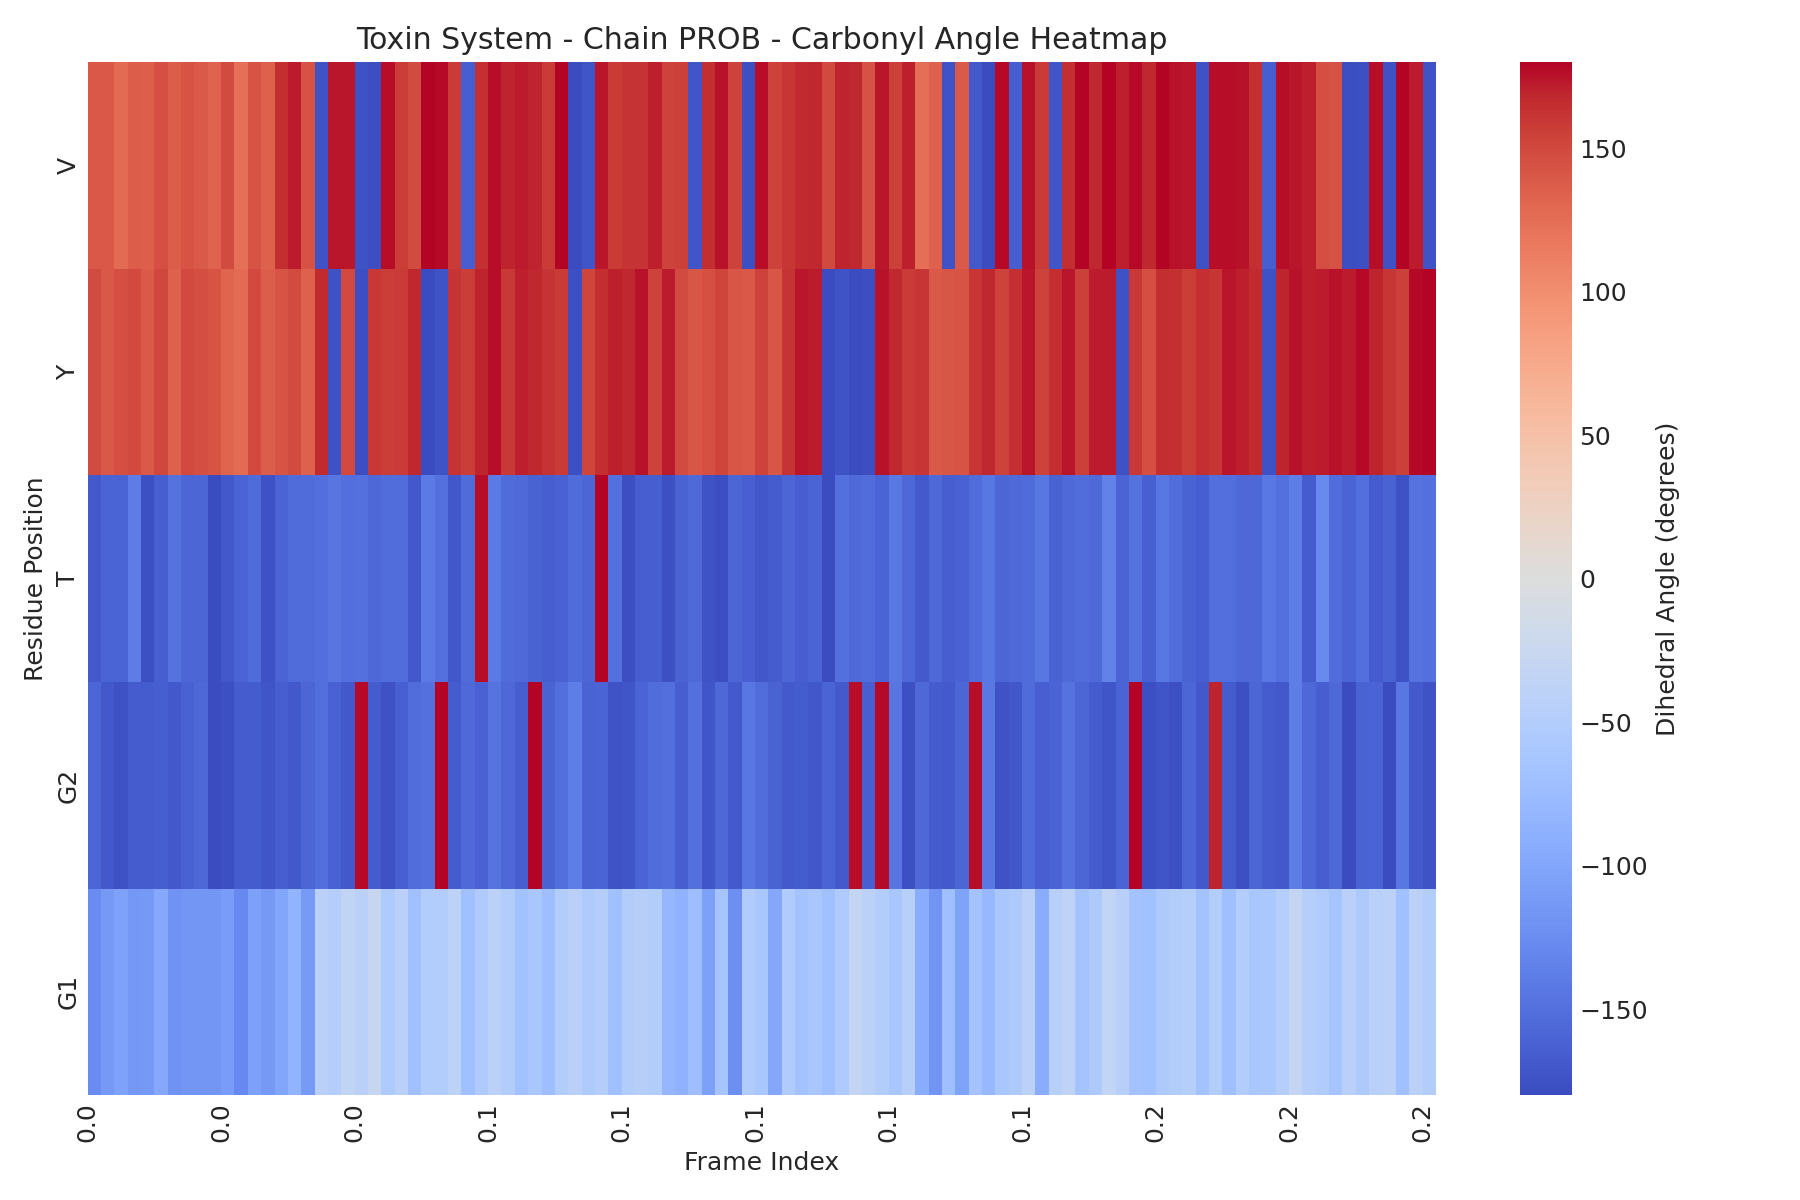 Toxin System - Chain PROB - Carbonyl Angle Heatmap
Residue Position
V
Y
T
G2
G1
0.0 0.0 0.0 0.1 0.1 0.1 0.1 0.1 0.2 0.2 0.2
Frame Index
150
100
50
0
−50
−100
−150
Dihedral Angle (degrees)